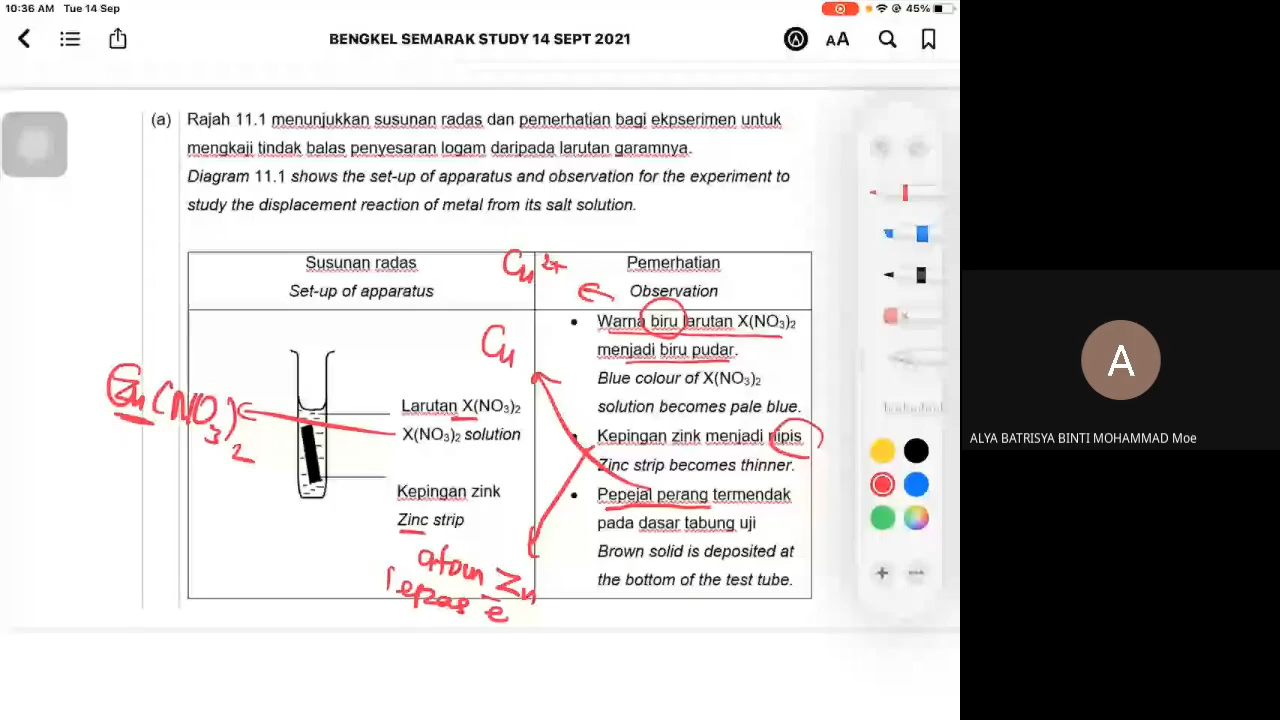 10:36 AM Tue 14 Sep
45%
BENGKEL SEMARAK STUDY 14 SEPT 2021
AA
(a) Rajah 11.1 menunjukkan susunan radas dan pemerhatian bagi ekpserimen untuk
mengkaji tindak balas penyesaran logam daripada larutan garamnya.
Diagram 11.1 shows the set-up of apparatus and observation for the experiment to
study the displacement reaction of metal from its salt solution.
Susunan radas
Set-up of apparatus
Cu 2+
Pemerhatian
Observation
• Warna biru larutan X(NO₃)₂
menjadi biru pudar.
Blue colour of X(NO₃)₂
solution becomes pale blue.
• Kepingan zink menjadi nipis
Zinc strip becomes thinner.
• Pepejal perang termendak
pada dasar tabung uji
Brown solid is deposited at
the bottom of the test tube.
Cu
(NO₃)₂
Larutan X(NO₃)₂
X(NO₃)₂ solution
Kepingan zink
Zinc strip
atom Zn
lepas e
A
ALYA BATRISYA BINTI MOHAMMAD Moe